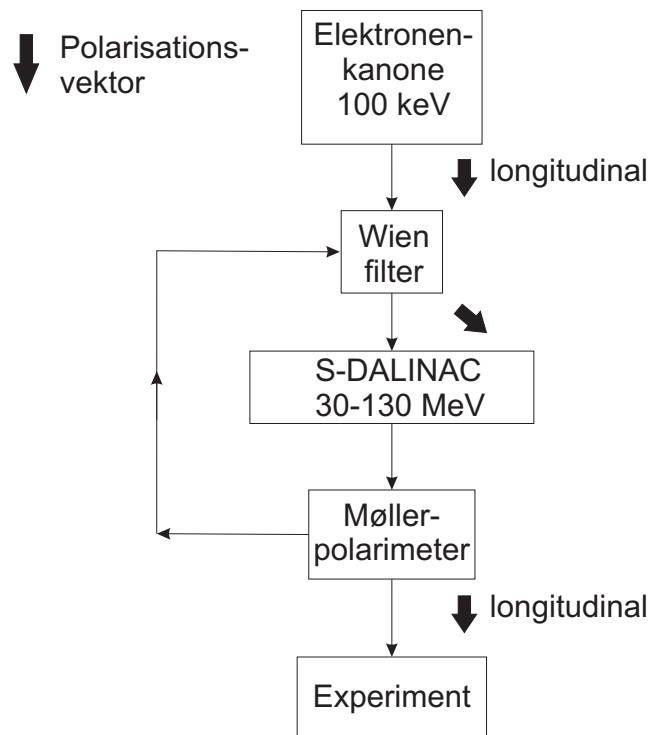 Polarisations-
vektor
Elektronen-
kanone
100 keV
longitudinal
Wien
filter
S-DALINAC
30-130 MeV
Møller-
polarimeter
longitudinal
Experiment